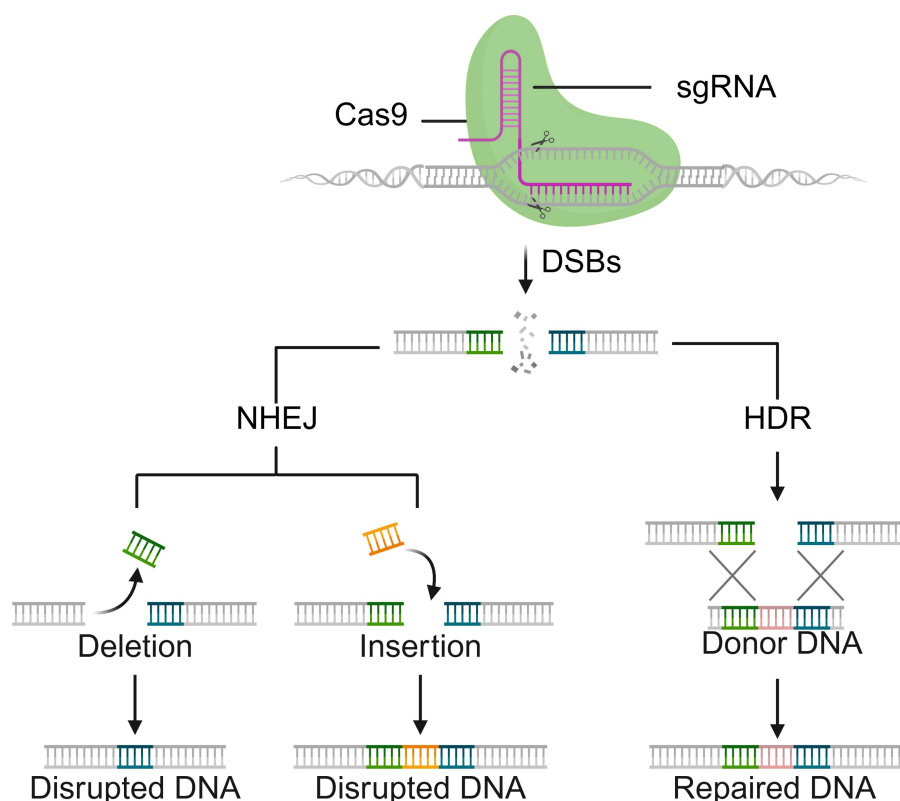 sgRNA
Cas9
DSBs
NHEJ
HDR
Deletion
Insertion
Donor DNA
Disrupted DNA
Disrupted DNA
Repaired DNA